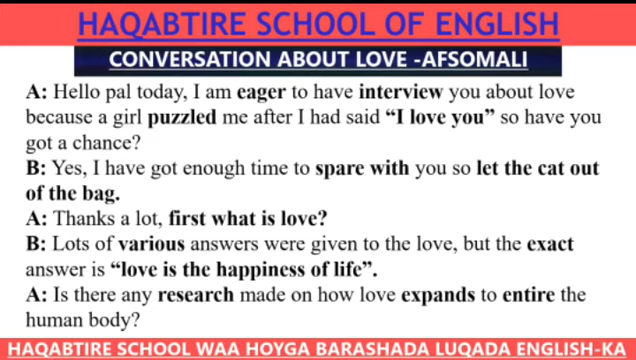 HAQABTIRE SCHOOL OF ENGLISH
CONVERSATION ABOUT LOVE -AFSOMALI
A: Hello pal today, I am eager to have interview you about love
because a girl puzzled me after I had said “I love you” so have you
got a chance?
B: Yes, I have got enough time to spare with you so let the cat out
of the bag.
A: Thanks a lot, first what is love?
B: Lots of various answers were given to the love, but the exact
answer is “love is the happiness of life”.
A: Is there any research made on how love expands to entire the
human body?
HAQABTIRE SCHOOL WAA HOYGA BARASHADA LUQADA ENGLISH-KA